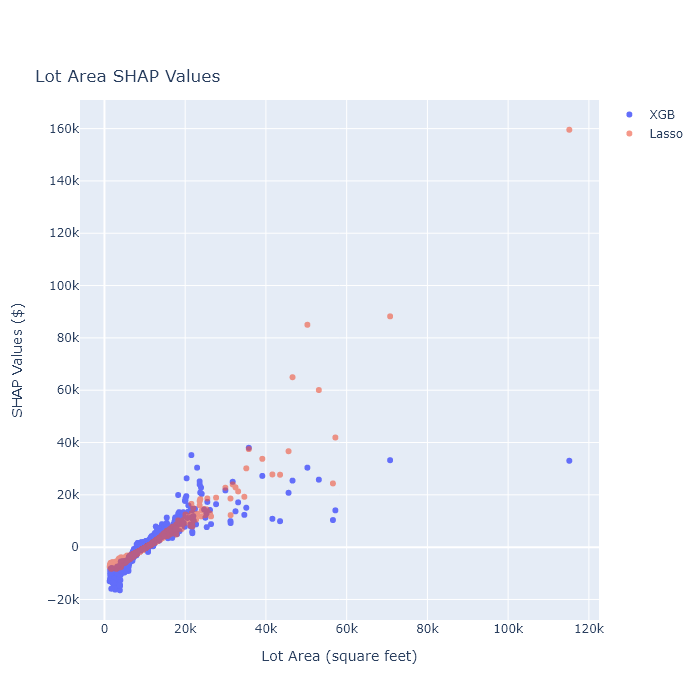 Lot Area SHAP Values
XGB
Lasso
160k
140k
120k
100k
80k
60k
40k
20k
0
−20k
SHAP Values ($)
0
20k
40k
60k
80k
100k
120k
Lot Area (square feet)